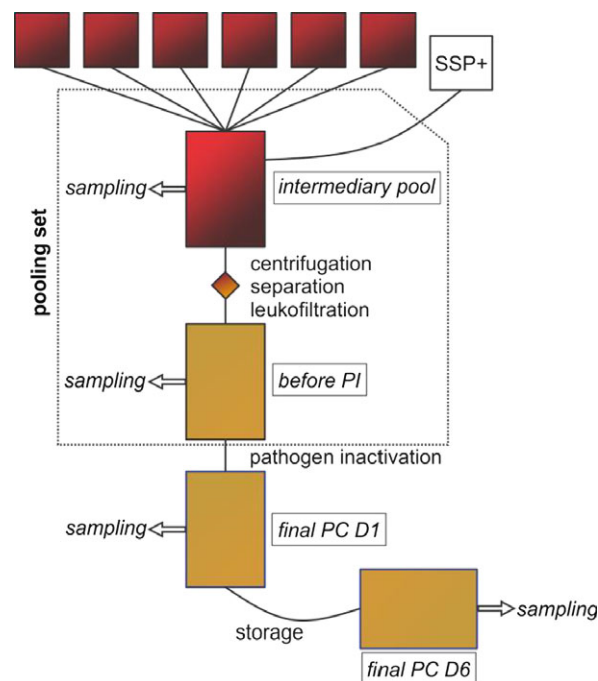 SSP+
sampling
intermediary pool
pooling set
centrifugation
separation
leukofiltration
sampling
before PI
pathogen inactivation
sampling
final PC D1
sampling
storage
final PC D6